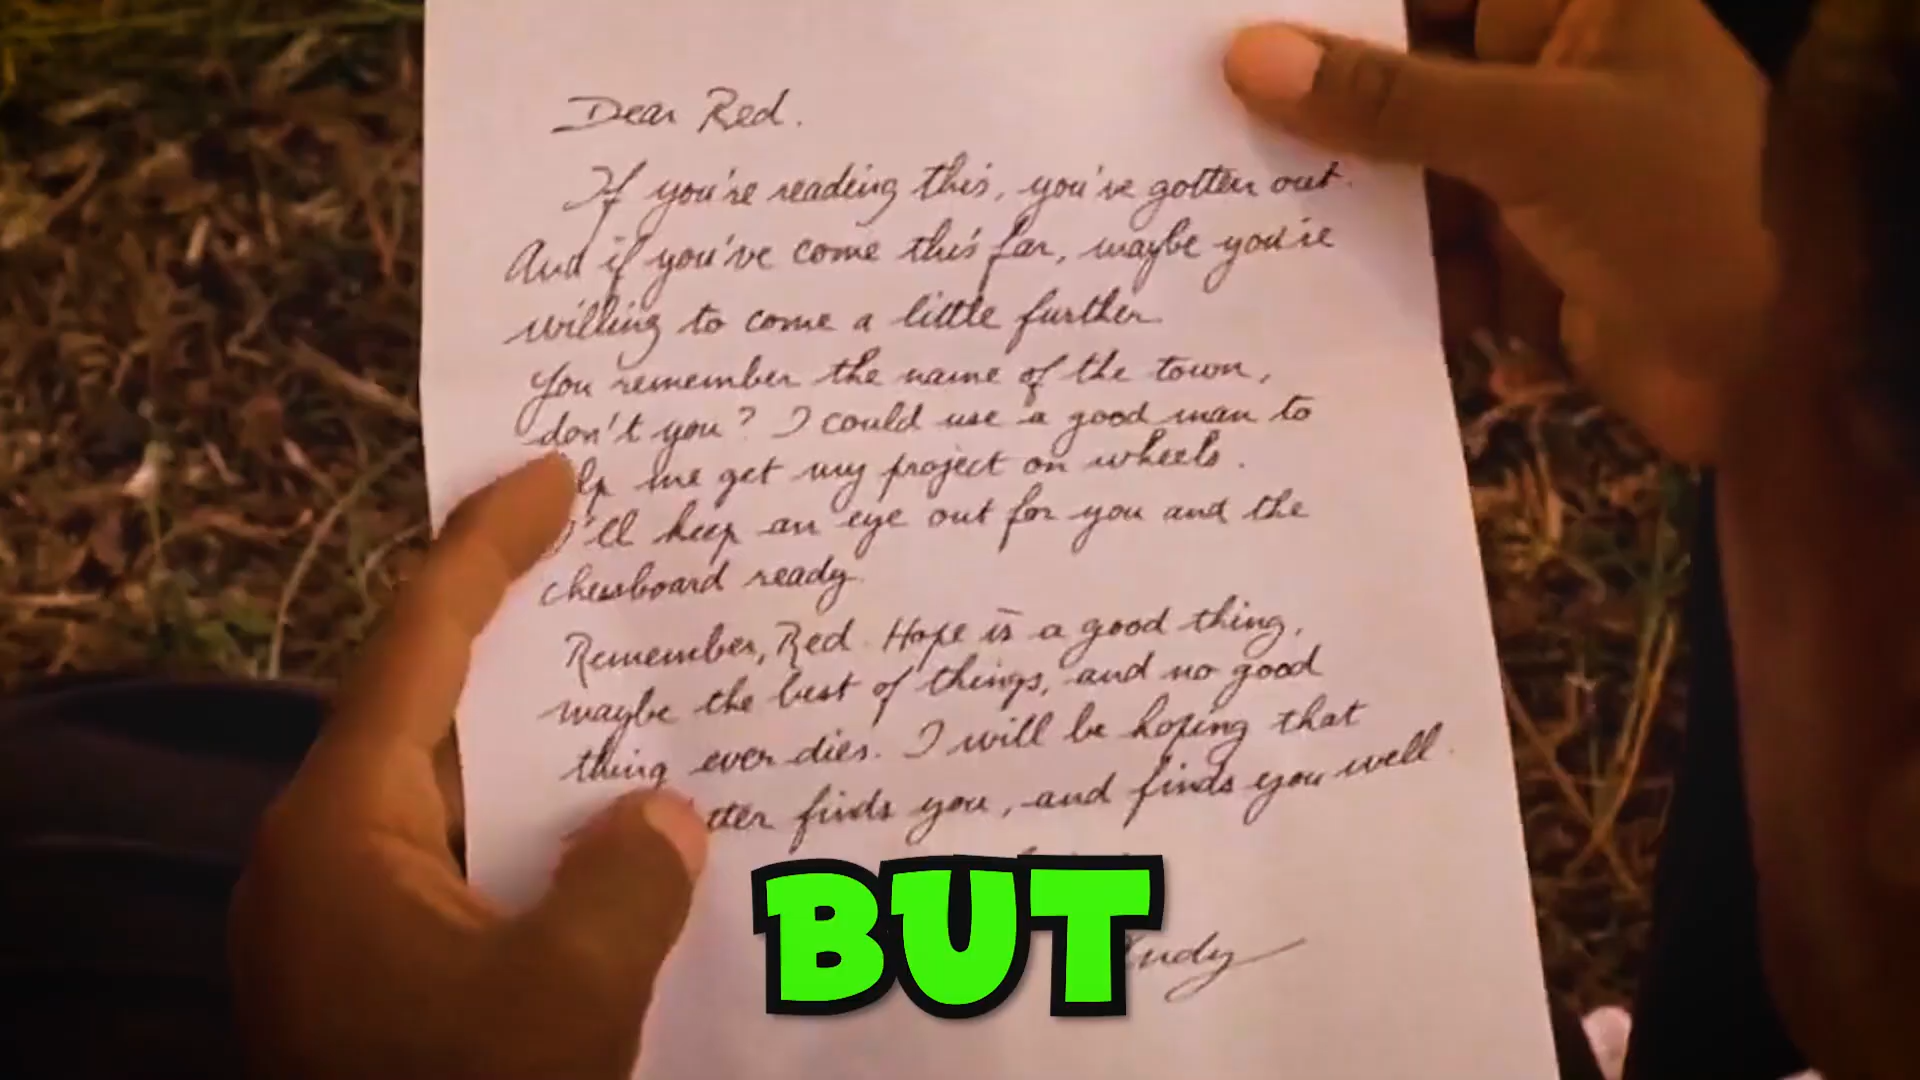 Dear Red.
If you're reading this, you've gotten out.
And if you've come this far, maybe you're
willing to come a little further.
You remember the name of the town,
don't you? I could use a good man to
lp me get my project on wheels.
I'll keep an eye out for you and the
chessboard ready.
Remember, Red. Hope is a good thing,
maybe the best of things, and no good
thing ever dies. I will be hoping that
tter finds you, and finds you well.
BUT
Andy